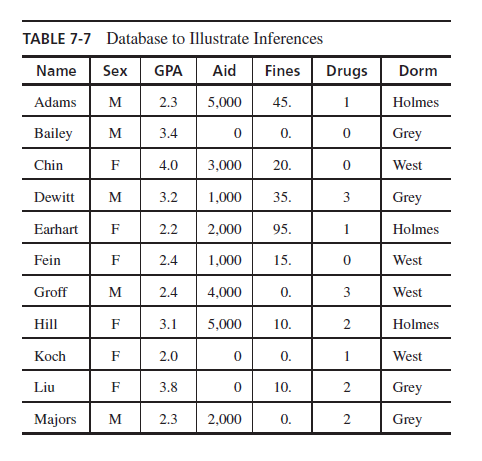 TABLE 7-7 Database to Illustrate Inferences
Name Sex GPA Aid Fines Drugs Dorm
Adams M 2.3 5,000 45. 1 Holmes
Bailey M 3.4 0 0. 0 Grey
Chin F 4.0 3,000 20. 0 West
Dewitt M 3.2 1,000 35. 3 Grey
Earhart F 2.2 2,000 95. 1 Holmes
Fein F 2.4 1,000 15. 0 West
Groff M 2.4 4,000 0. 3 West
Hill F 3.1 5,000 10. 2 Holmes
Koch F 2.0 0 0. 1 West
Liu F 3.8 0 10. 2 Grey
Majors M 2.3 2,000 0. 2 Grey